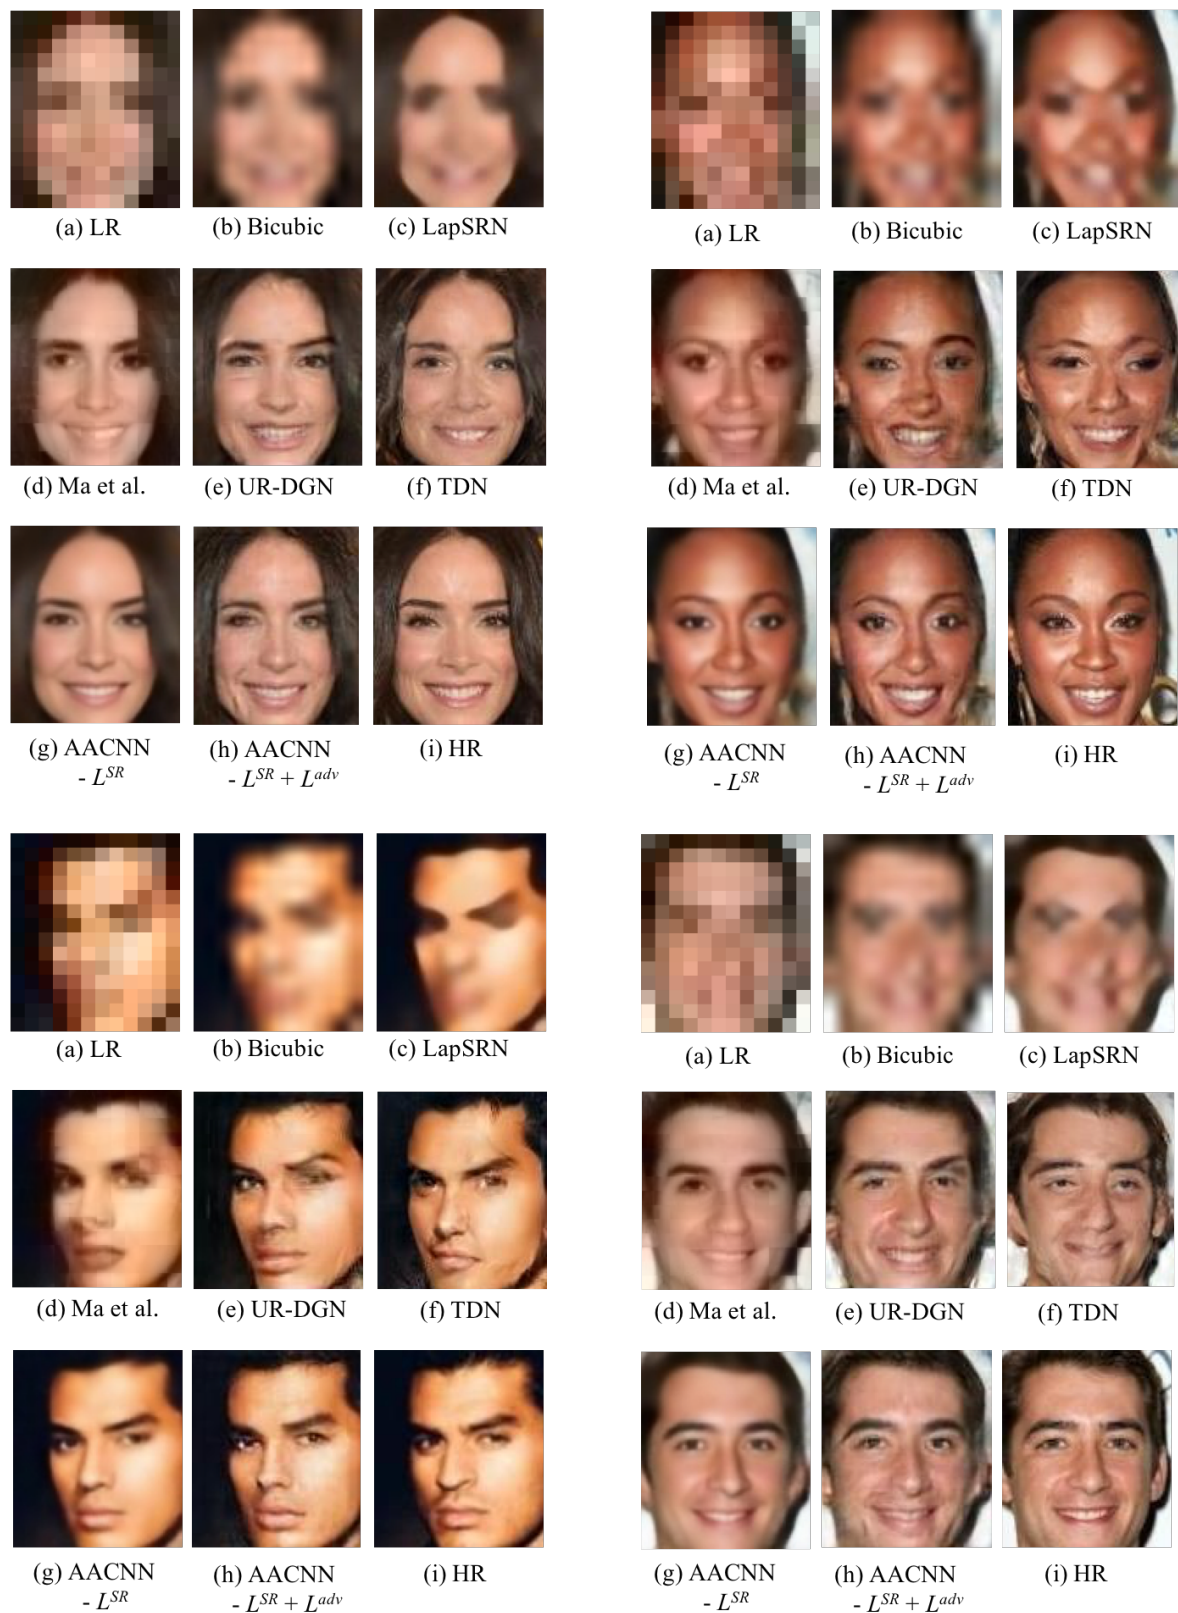 (a) LR
(b) Bicubic
(c) LapSRN
(d) Ma et al.
(e) UR-DGN
(f) TDN
(g) AACNN
- L^SR
(h) AACNN
- L^SR + L^adv
(i) HR
(a) LR
(b) Bicubic
(c) LapSRN
(d) Ma et al.
(e) UR-DGN
(f) TDN
(g) AACNN
- L^SR
(h) AACNN
- L^SR + L^adv
(i) HR
(a) LR
(b) Bicubic
(c) LapSRN
(d) Ma et al.
(e) UR-DGN
(f) TDN
(g) AACNN
- L^SR
(h) AACNN
- L^SR + L^adv
(i) HR
(a) LR
(b) Bicubic
(c) LapSRN
(d) Ma et al.
(e) UR-DGN
(f) TDN
(g) AACNN
- L^SR
(h) AACNN
- L^SR + L^adv
(i) HR